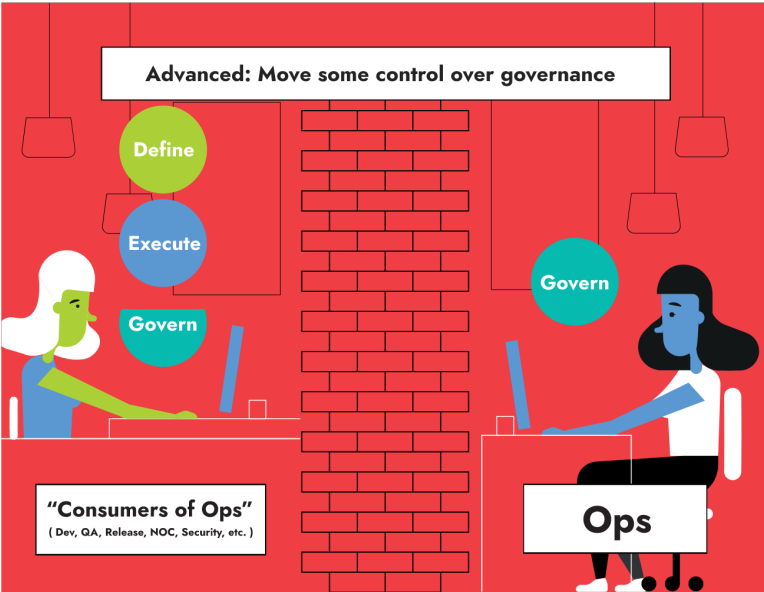 Advanced: Move some control over governance
Define
Execute
Govern
Govern
“Consumers of Ops”
( Dev, QA, Release, NOC, Security, etc. )
Ops